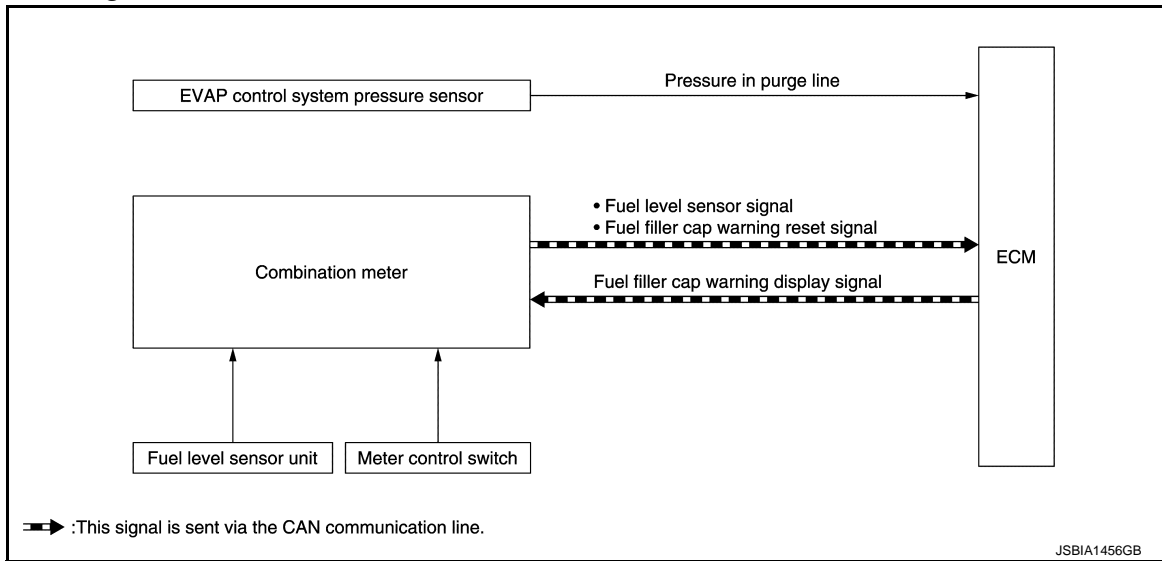 EVAP control system pressure sensor
Pressure in purge line
• Fuel level sensor signal
• Fuel filler cap warning reset signal
Combination meter
ECM
Fuel filler cap warning display signal
Fuel level sensor unit
Meter control switch
:This signal is sent via the CAN communication line.
JSBIA1456GB